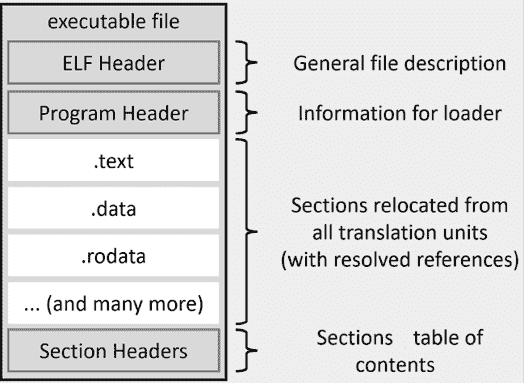 executable file
ELF Header
General file description
Program Header
Information for loader
.text
.data
.rodata
... (and many more)
Sections relocated from
all translation units
(with resolved references)
Section Headers
Sections table of
contents